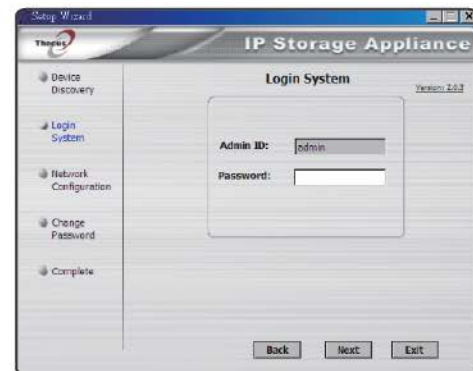 Setup Wizard
Thecus
IP Storage Appliance
Device
Discovery
Login
System
Network
Configuration
Change
Password
Complete
Login System
Version: 2.0.3
Admin ID:
admin
Password:
Back
Next
Exit